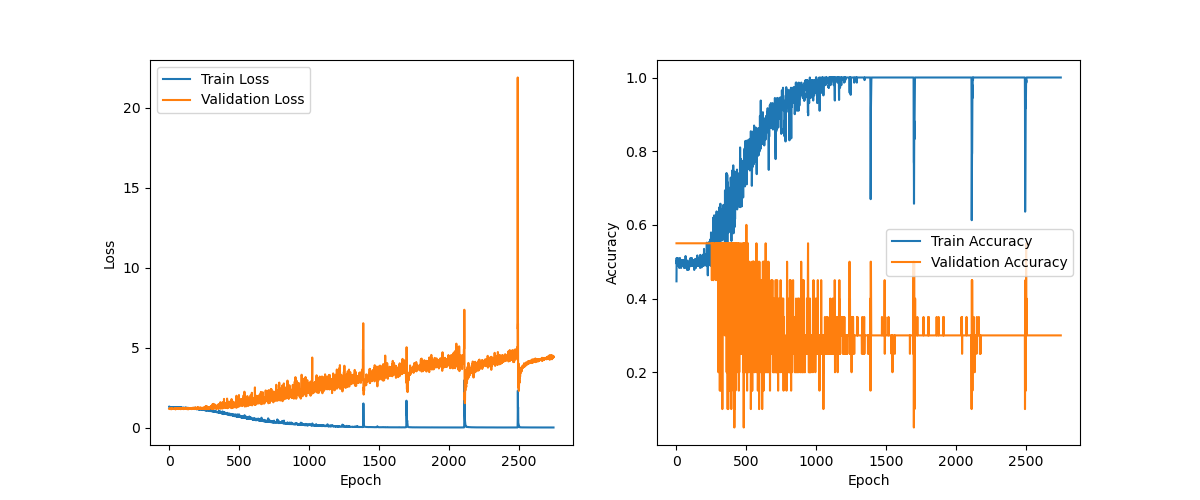 Train Loss
Validation Loss
20
15
10
5
0
Loss
0 500 1000 1500 2000 2500
Epoch
Train Accuracy
Validation Accuracy
1.0
0.8
0.6
0.4
0.2
Accuracy
0 500 1000 1500 2000 2500
Epoch